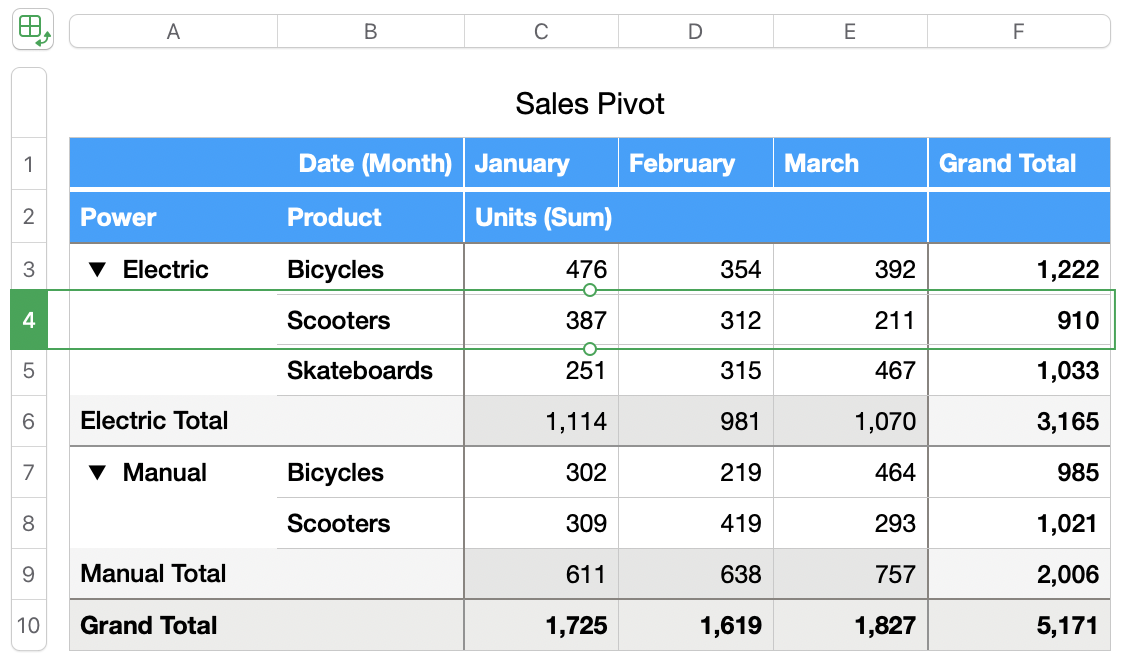 A B C D E F
Sales Pivot
1 Date (Month) January February March Grand Total
2 Power Product Units (Sum)
3 ▼ Electric Bicycles 476 354 392 1,222
4 Scooters 387 312 211 910
5 Skateboards 251 315 467 1,033
6 Electric Total 1,114 981 1,070 3,165
7 ▼ Manual Bicycles 302 219 464 985
8 Scooters 309 419 293 1,021
9 Manual Total 611 638 757 2,006
10 Grand Total 1,725 1,619 1,827 5,171